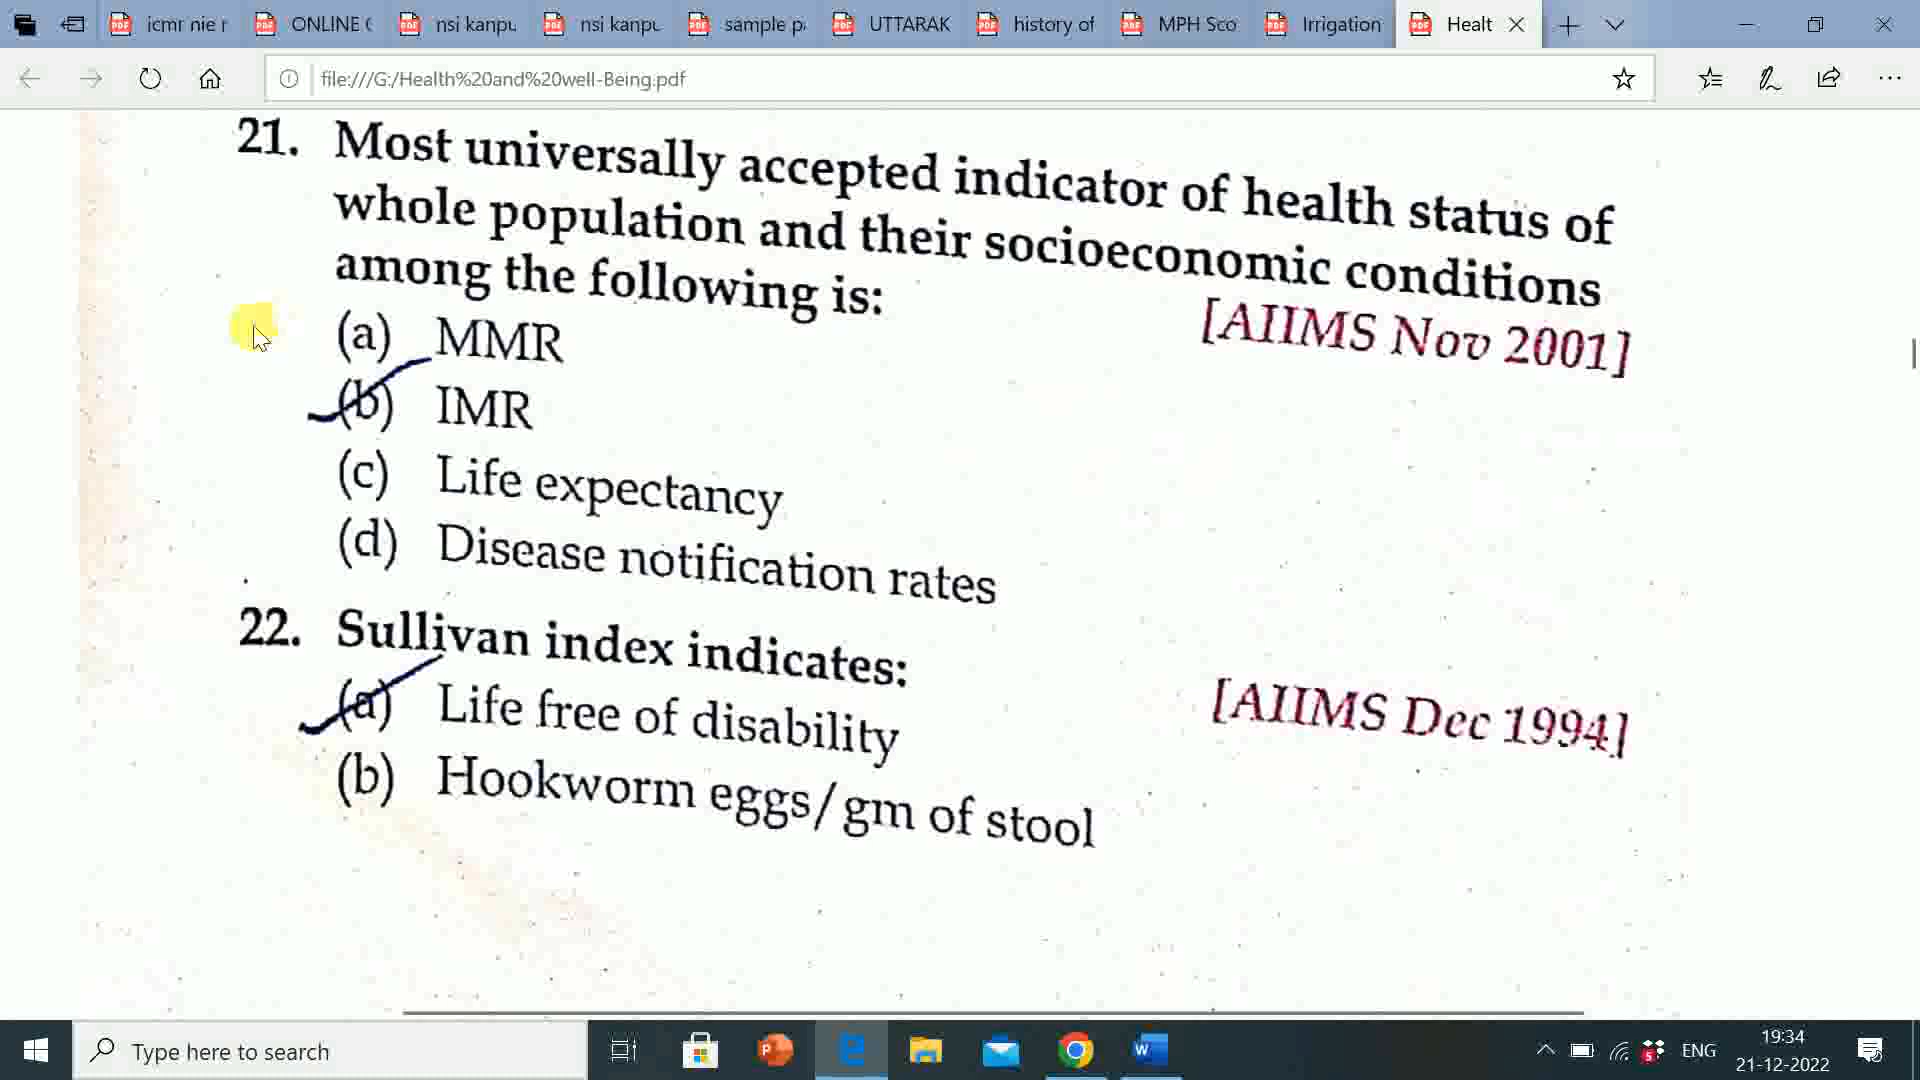 icmr nie r
ONLINE (
nsi kanpu
nsi kanpu
sample p
UTTARAK
history of
MPH Sco
Irrigation
Healt
file:///G:/Health%20and%20well-Being.pdf
21. Most universally accepted indicator of health status of
whole population and their socioeconomic conditions
among the following is:
[AIIMS Nov 2001]
(a) MMR
(b) IMR
(c) Life expectancy
(d) Disease notification rates
22. Sullivan index indicates:
[AIIMS Dec 1994]
(a) Life free of disability
(b) Hookworm eggs/gm of stool
Type here to search
ENG
19:34
21-12-2022